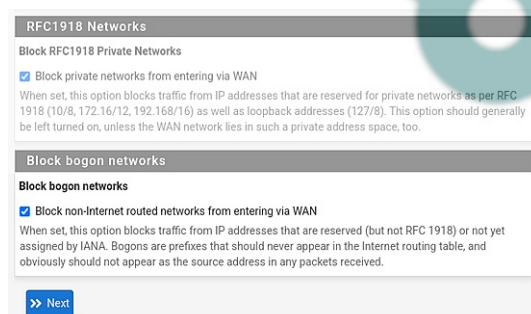 RFC1918 Networks
Block RFC1918 Private Networks
Block private networks from entering via WAN
When set, this option blocks traffic from IP addresses that are reserved for private networks as per RFC
1918 (10/8, 172.16/12, 192.168/16) as well as loopback addresses (127/8). This option should generally
be left turned on, unless the WAN network lies in such a private address space, too.
Block bogon networks
Block bogon networks
Block non-Internet routed networks from entering via WAN
When set, this option blocks traffic from IP addresses that are reserved (but not RFC 1918) or not yet
assigned by IANA. Bogons are prefixes that should never appear in the Internet routing table, and
obviously should not appear as the source address in any packets received.
Next